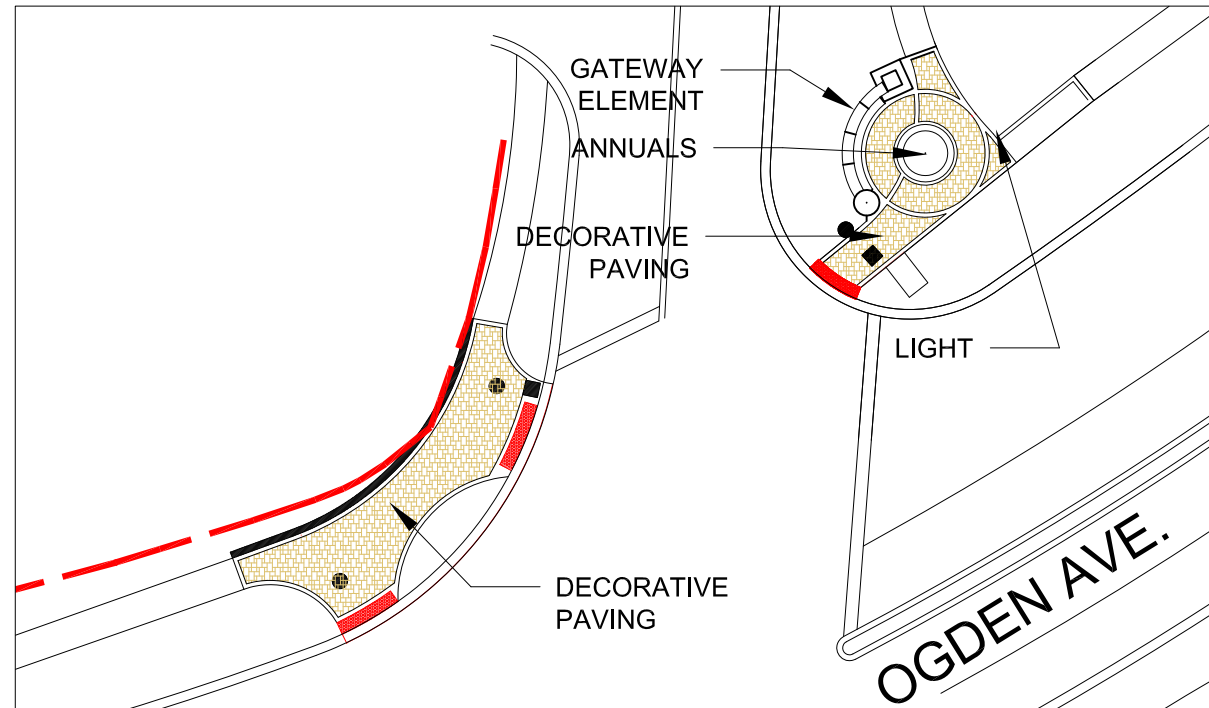 GATEWAY
ELEMENT
ANNUALS
DECORATIVE
PAVING
LIGHT
DECORATIVE
PAVING
OGDEN AVE.